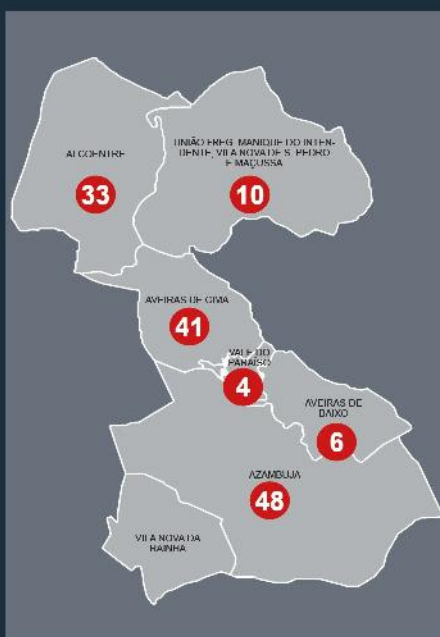 ALCOENTRE
33
UNIÃO FREG. MANIQUE DO INTEN-
DENTE, VILA NOVA DE S. PEDRO
E MAÇUSSA
10
AVEIRAS DE CIMA
41
VALE DO
PARAÍSO
4
AVEIRAS DE
BAIXO
6
AZAMBUJA
48
VILA NOVA DA
RAINHA